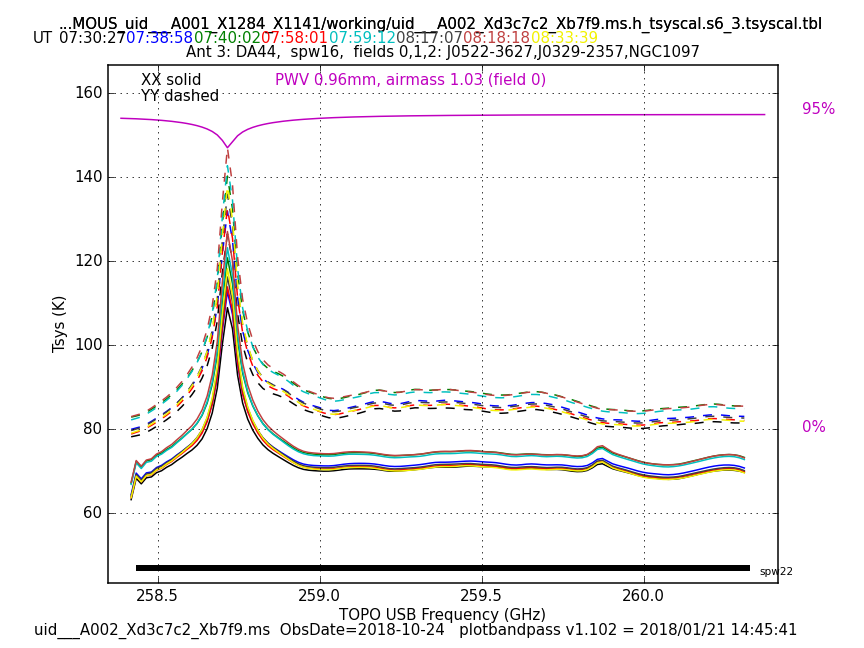 ...MOUS_uid___A001_X1284_X1141/working/uid___A002_Xd3c7c2_Xb7f9.ms.h_tsyscal.s6_3.tsyscal.tbl
UT 07:30:27 07:38:58 07:40:02 07:58:01 07:59:12 08:17:07 08:18:18 08:33:39
Ant 3: DA44, spw16, fields 0,1,2: J0522-3627,J0329-2357,NGC1097
XX solid
PWV 0.96mm, airmass 1.03 (field 0)
YY dashed
160
95%
140
120
100
80
0%
60
Tsys (K)
spw22
258.5 259.0 259.5 260.0
TOPO USB Frequency (GHz)
uid___A002_Xd3c7c2_Xb7f9.ms ObsDate=2018-10-24 plotbandpass v1.102 = 2018/01/21 14:45:41